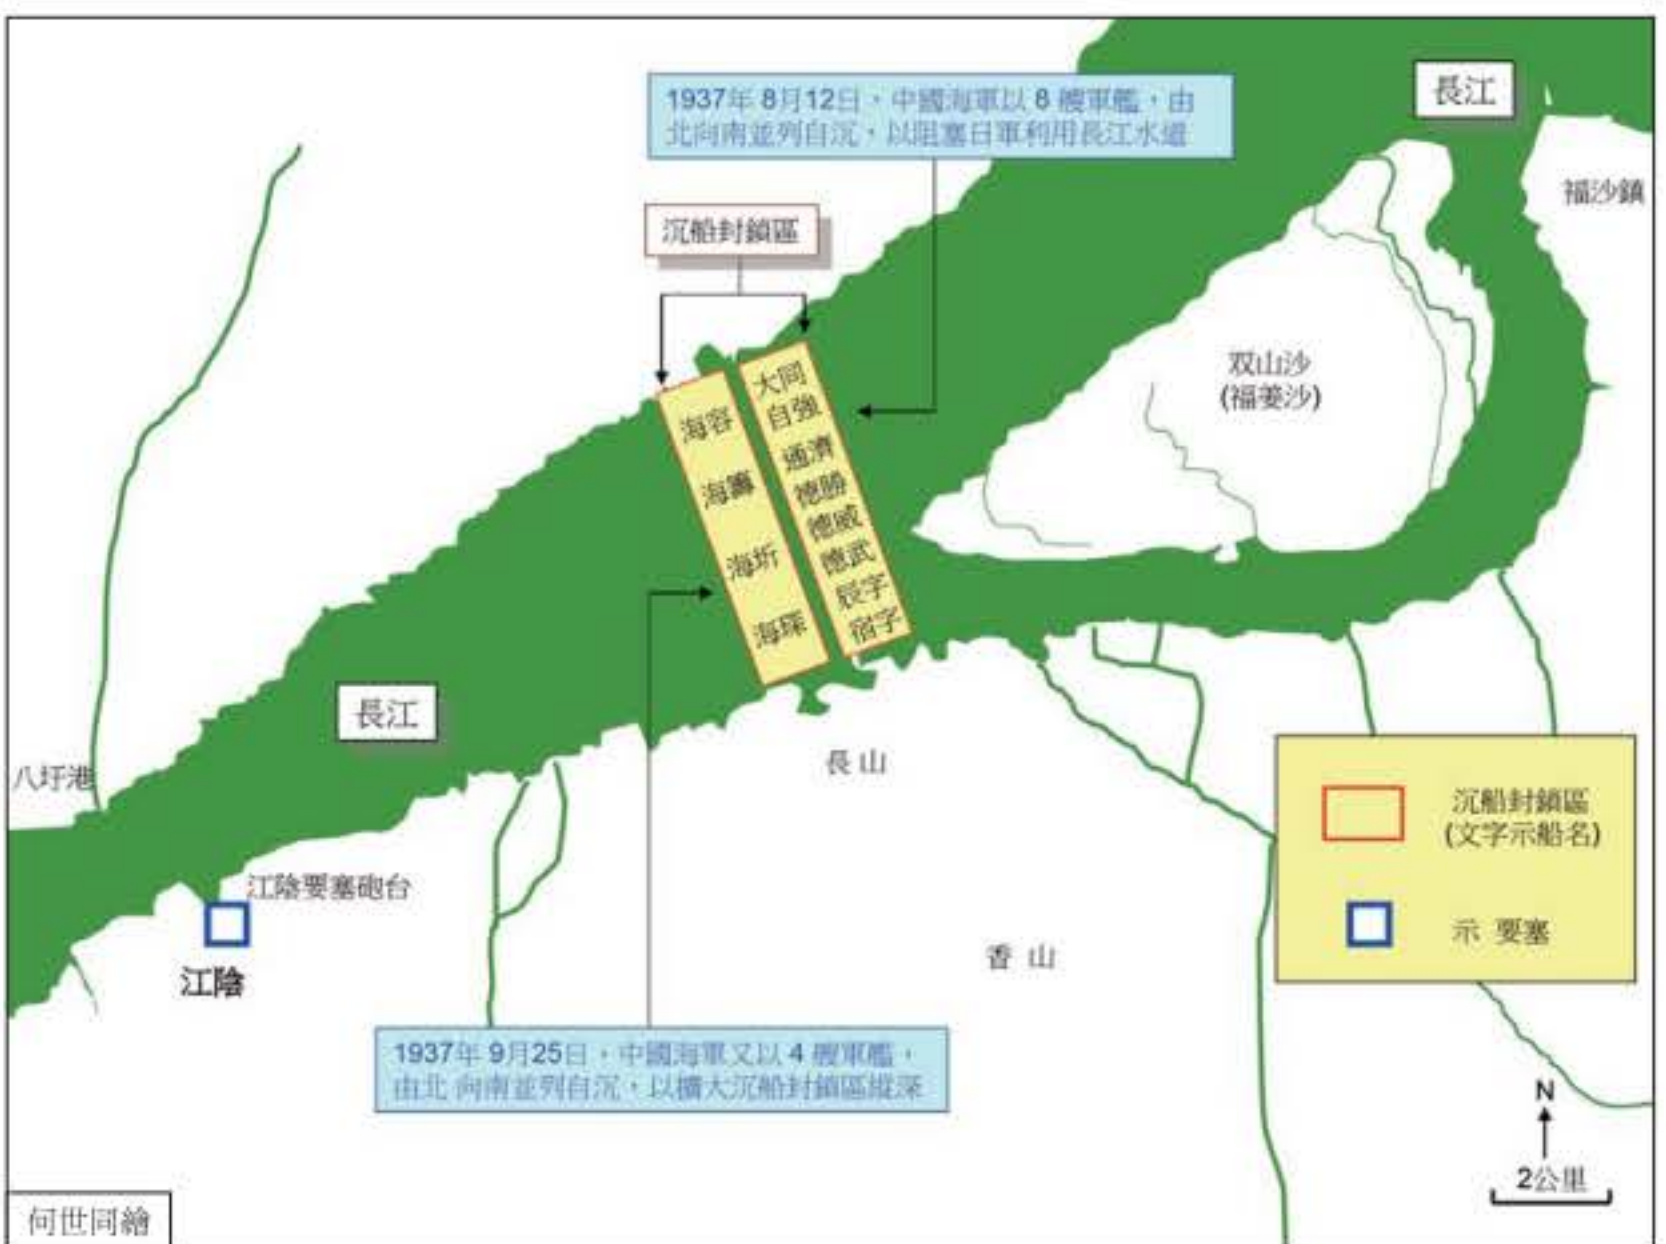 1937年 8月12日，中國海軍以 8 艘軍艦，由
北向南並列自沉，以阻塞日軍利用長江水道
長江
福沙鎮
沉船封鎖區
双山沙
(福姜沙)
大同
自強
通濟
德勝
德威
德武
辰字
宿字
海容
海籌
海圻
海琛
長江
八圩港
長山
江陰要塞砲台
江陰
香山
沉船封鎖區
(文字示船名)
示 要塞
1937年 9月25日，中國海軍又以 4 艘軍艦，
由北 向南並列自沉，以擴大沉船封鎖區縱深
N
2公里
何世同繪